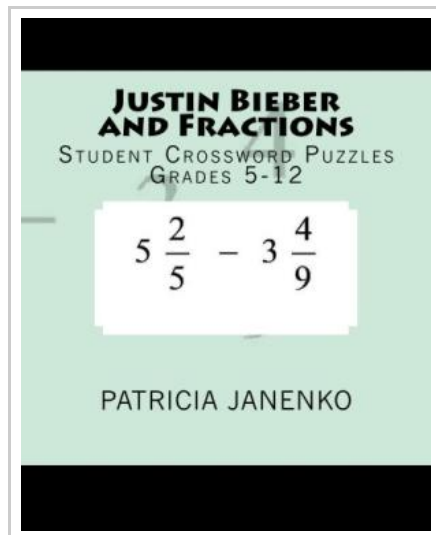 JUSTIN BIEBER
AND FRACTIONS
STUDENT CROSSWORD PUZZLES
GRADES 5-12
5 2/5 - 3 4/9
PATRICIA JANENKO